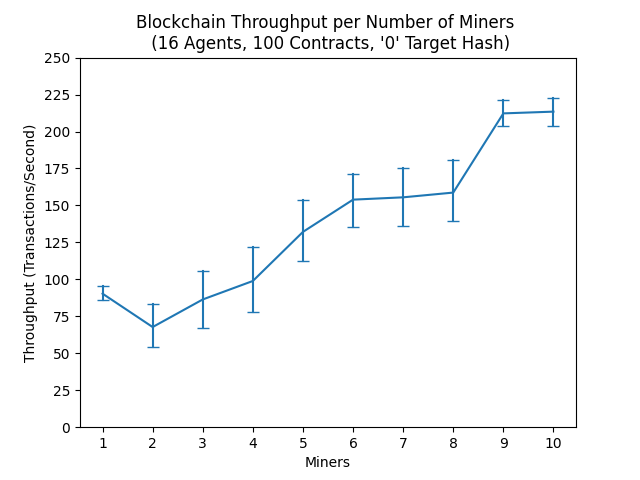 Blockchain Throughput per Number of Miners
(16 Agents, 100 Contracts, '0' Target Hash)
250
225
200
175
150
125
100
75
50
25
0
Throughput (Transactions/Second)
1 2 3 4 5 6 7 8 9 10
Miners